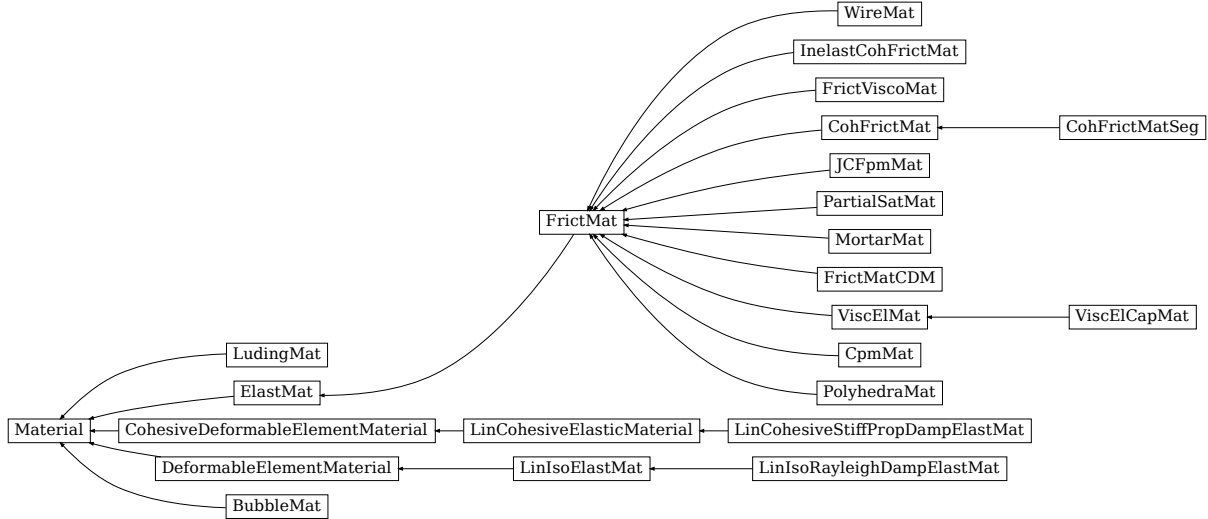 WireMat
InelastCohFrictMat
FrictViscoMat
CohFrictMat CohFrictMatSeg
JCFpmMat
PartialSatMat
FrictMat
MortarMat
FrictMatCDM
ViscElMat ViscElCapMat
LudingMat CpmMat
ElastMat PolyhedraMat
Material CohesiveDeformableElementMaterial LinCohesiveElasticMaterial LinCohesiveStiffPropDampElastMat
DeformableElementMaterial LinIsoElastMat LinIsoRayleighDampElastMat
BubbleMat